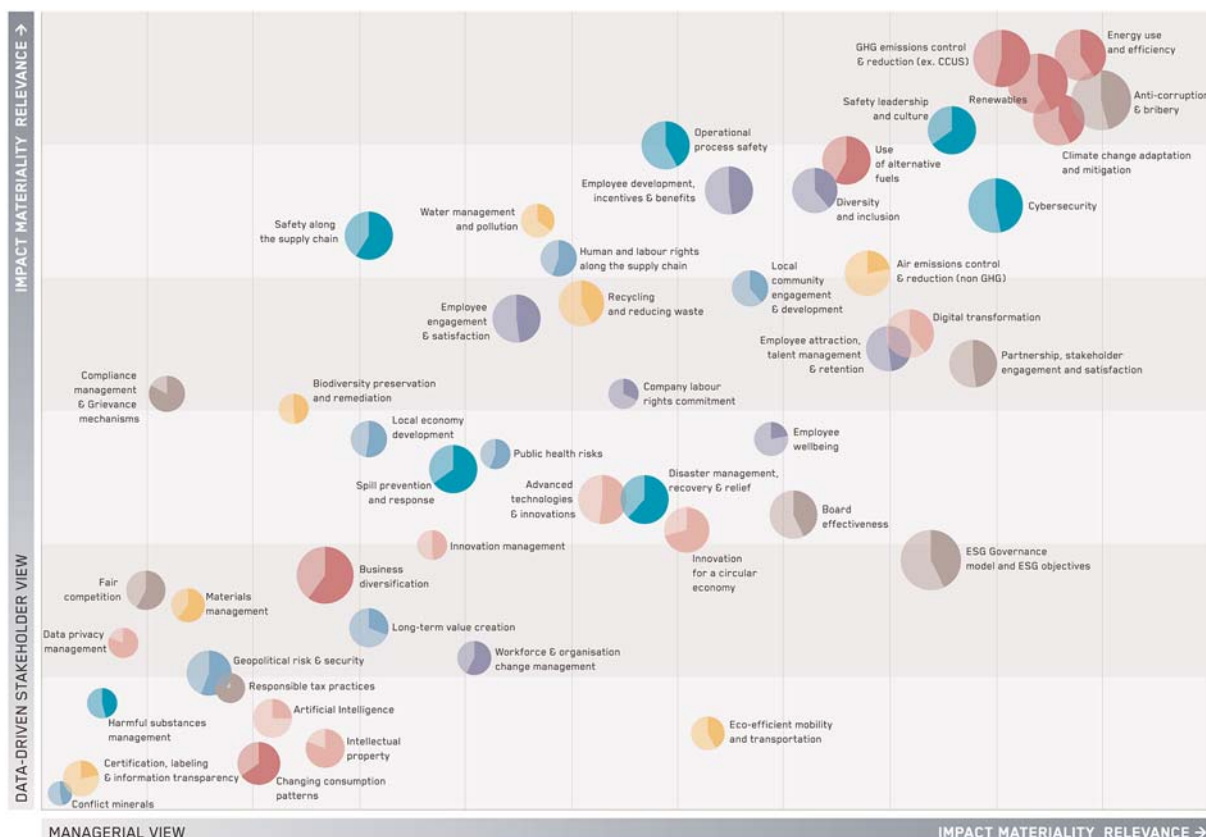 IMPACT MATERIALITY RELEVANCE →
DATA-DRIVEN STAKEHOLDER VIEW
GHG emissions control
& reduction (ex. CCUS)
Energy use
and efficiency
Renewables
Anti-corruption
& bribery
Safety leadership
and culture
Climate change adaptation
and mitigation
Operational
process safety
Use
of alternative
fuels
Employee development,
incentives & benefits
Diversity
and inclusion
Cybersecurity
Water management
and pollution
Safety along
the supply chain
Human and labour rights
along the supply chain
Local
community
engagement
& development
Air emissions control
& reduction (non GHG)
Recycling
and reducing waste
Employee
engagement
& satisfaction
Digital transformation
Employee attraction,
talent management
& retention
Partnership, stakeholder
engagement and satisfaction
Compliance
management
& Grievance
mechanisms
Biodiversity preservation
and remediation
Company labour
rights commitment
Local economy
development
Employee
wellbeing
Public health risks
Spill prevention
and response
Advanced
technologies
& innovations
Disaster management,
recovery & relief
Board
effectiveness
Innovation management
Innovation
for a circular
economy
ESG Governance
model and ESG objectives
Business
diversification
Fair
competition
Materials
management
Long-term value creation
Data privacy
management
Workforce & organisation
change management
Geopolitical risk & security
Responsible tax practices
Harmful substances
management
Artificial Intelligence
Eco-efficient mobility
and transportation
Intellectual
property
Certification, labeling
& information transparency
Changing consumption
patterns
Conflict minerals
MANAGERIAL VIEW
IMPACT MATERIALITY RELEVANCE →